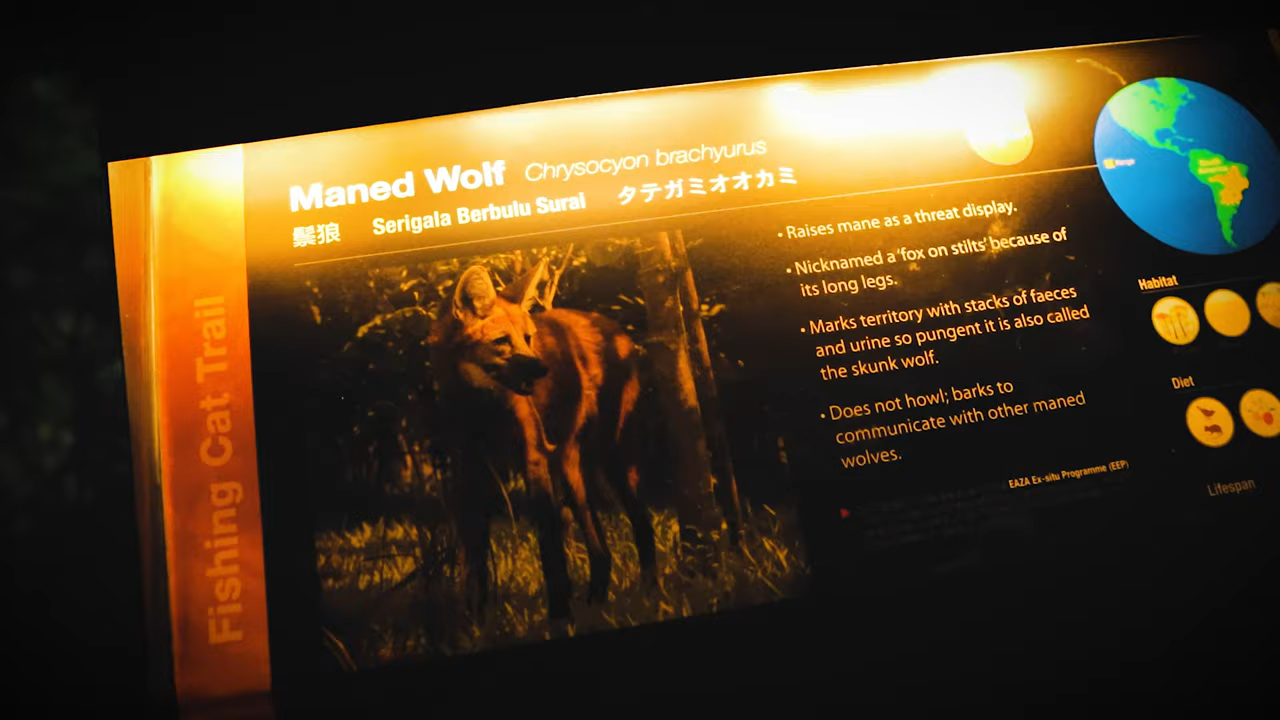 Fishing Cat Trail
Maned Wolf Chrysocyon brachyurus
鬃狼 Serigala Berbulu Surai タテガミオオカミ
• Raises mane as a threat display.
• Nicknamed a ‘fox on stilts’ because of
its long legs.
• Marks territory with stacks of faeces
and urine so pungent it is also called
the skunk wolf.
• Does not howl; barks to
communicate with other maned
wolves.
EAZA Ex-situ Programme (EEP)
Range
South
Habitat
Diet
Lifespan